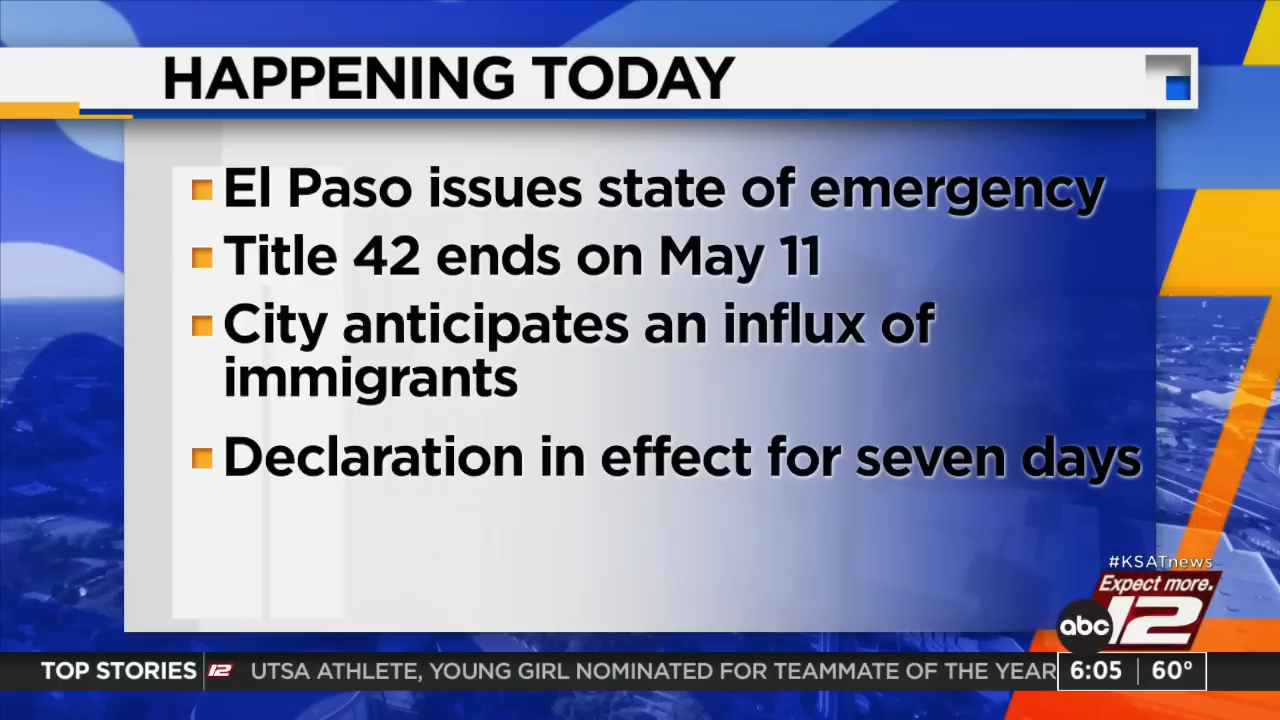 HAPPENING TODAY
El Paso issues state of emergency
Title 42 ends on May 11
City anticipates an influx of
immigrants
Declaration in effect for seven days
#KSATnews
Expect more.
abc 12
TOP STORIES 12 UTSA ATHLETE, YOUNG GIRL NOMINATED FOR TEAMMATE OF THE YEAR 6:05 60°